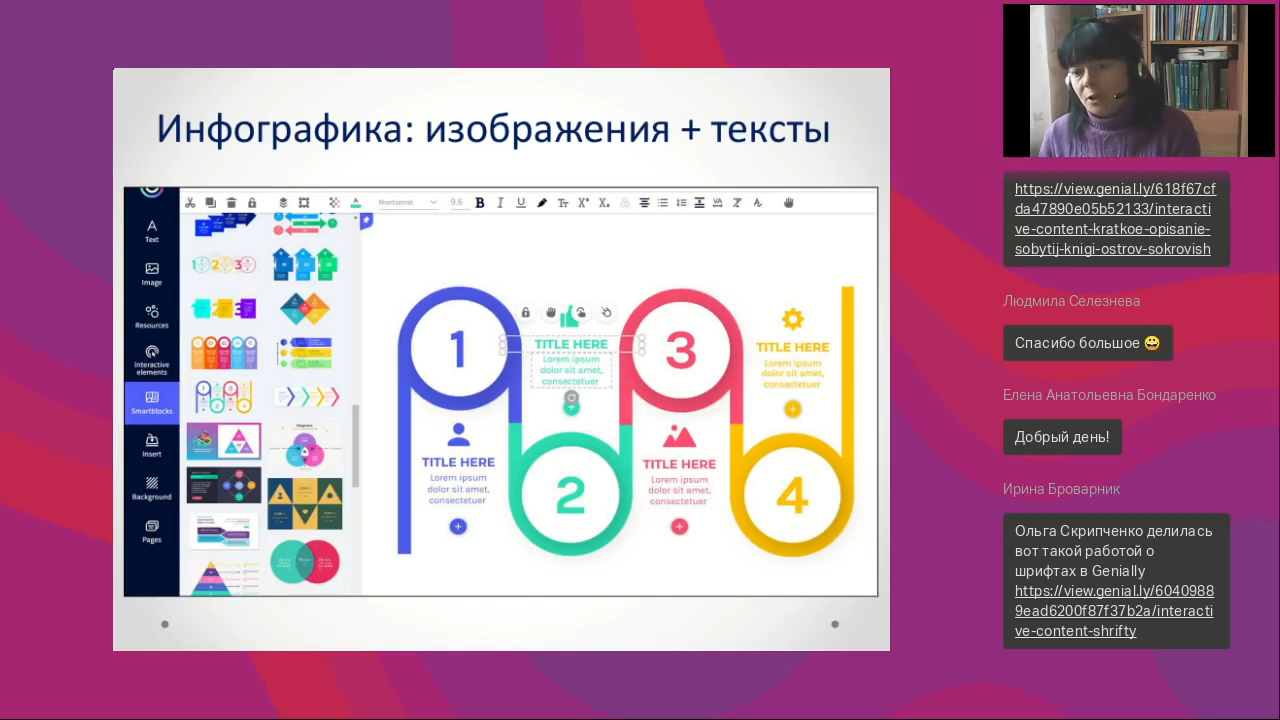 Инфографика: изображения + тексты
Montserrat
9.6
Text
Image
Resources
Interactive
elements
Smartblocks
Insert
Background
Pages
1
TITLE HERE
Lorem ipsum
dolor sit amet,
consectetuer
TITLE HERE
Lorem ipsum
dolor sit amet,
consectetuer
2
3
TITLE HERE
Lorem ipsum
dolor sit amet,
consectetuer
TITLE HERE
Lorem ipsum
dolor sit amet,
consectetuer
4
https://view.genial.ly/618f67cf
da47890e05b52133/interacti
ve-content-kratkoe-opisanie-
sobytij-knigi-ostrov-sokrovish
Людмила Селезнева
Спасибо большое 😀
Елена Анатольевна Бондаренко
Добрый день!
Ирина Броварник
Ольга Скрипченко делилась
вот такой работой о
шрифтах в Genially
https://view.genial.ly/6040988
9ead6200f87f37b2a/interacti
ve-content-shrifty